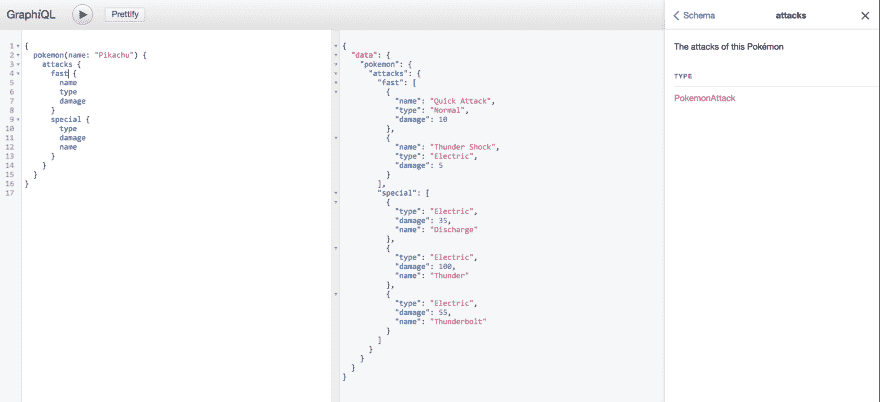 GraphiQL
Prettify
1 {
2 pokemon(name: "Pikachu") {
3 attacks {
4 fast {
5 name
6 type
7 damage
8 }
9 special {
10 type
11 damage
12 name
13 }
14 }
15 }
16 }
17
{
"data": {
"pokemon": {
"attacks": {
"fast": [
{
"name": "Quick Attack",
"type": "Normal",
"damage": 10
},
{
"name": "Thunder Shock",
"type": "Electric",
"damage": 5
}
],
"special": [
{
"type": "Electric",
"damage": 35,
"name": "Discharge"
},
{
"type": "Electric",
"damage": 100,
"name": "Thunder"
},
{
"type": "Electric",
"damage": 55,
"name": "Thunderbolt"
}
]
}
}
}
}
Schema
attacks
The attacks of this Pokémon
TYPE
PokemonAttack